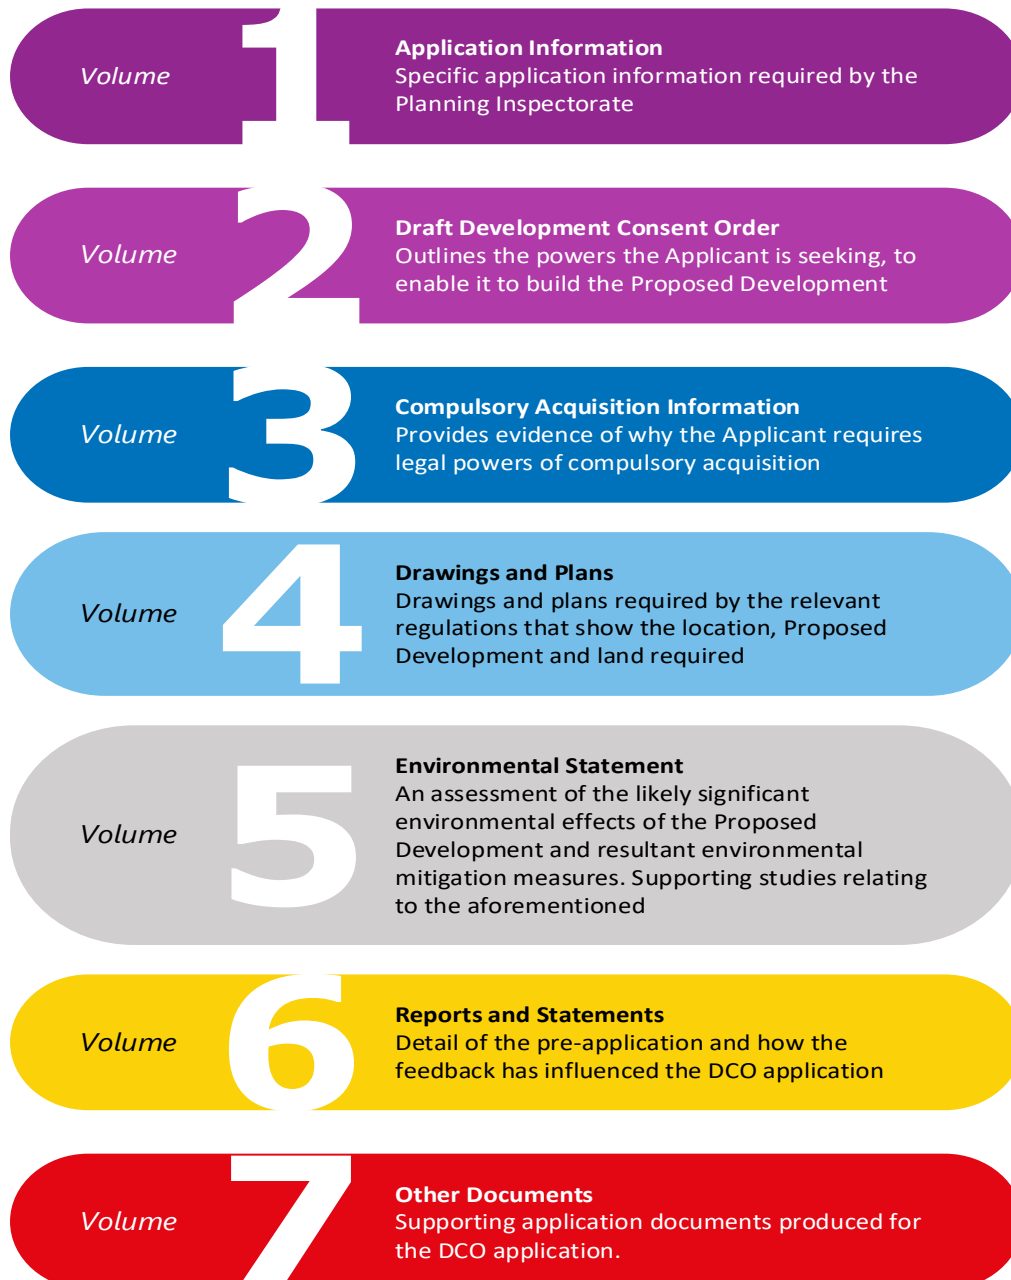 Volume 1
Application Information
Specific application information required by the
Planning Inspectorate
Volume 2
Draft Development Consent Order
Outlines the powers the Applicant is seeking, to
enable it to build the Proposed Development
Volume 3
Compulsory Acquisition Information
Provides evidence of why the Applicant requires
legal powers of compulsory acquisition
Volume 4
Drawings and Plans
Drawings and plans required by the relevant
regulations that show the location, Proposed
Development and land required
Volume 5
Environmental Statement
An assessment of the likely significant
environmental effects of the Proposed
Development and resultant environmental
mitigation measures. Supporting studies relating
to the aforementioned
Volume 6
Reports and Statements
Detail of the pre-application and how the
feedback has influenced the DCO application
Volume 7
Other Documents
Supporting application documents produced for
the DCO application.